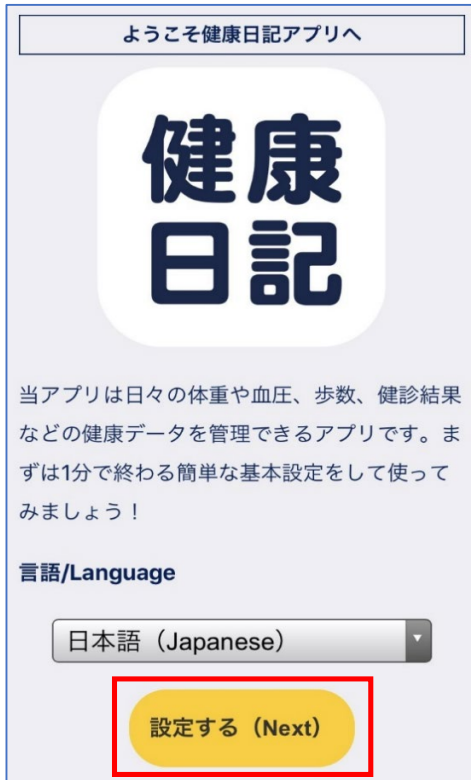 ようこそ健康日記アプリへ
健康
日記
当アプリは日々の体重や血圧、歩数、健診結果
などの健康データを管理できるアプリです。ま
ずは1分で終わる簡単な基本設定をして使って
みましょう！
言語/Language
日本語（Japanese）
設定する（Next）